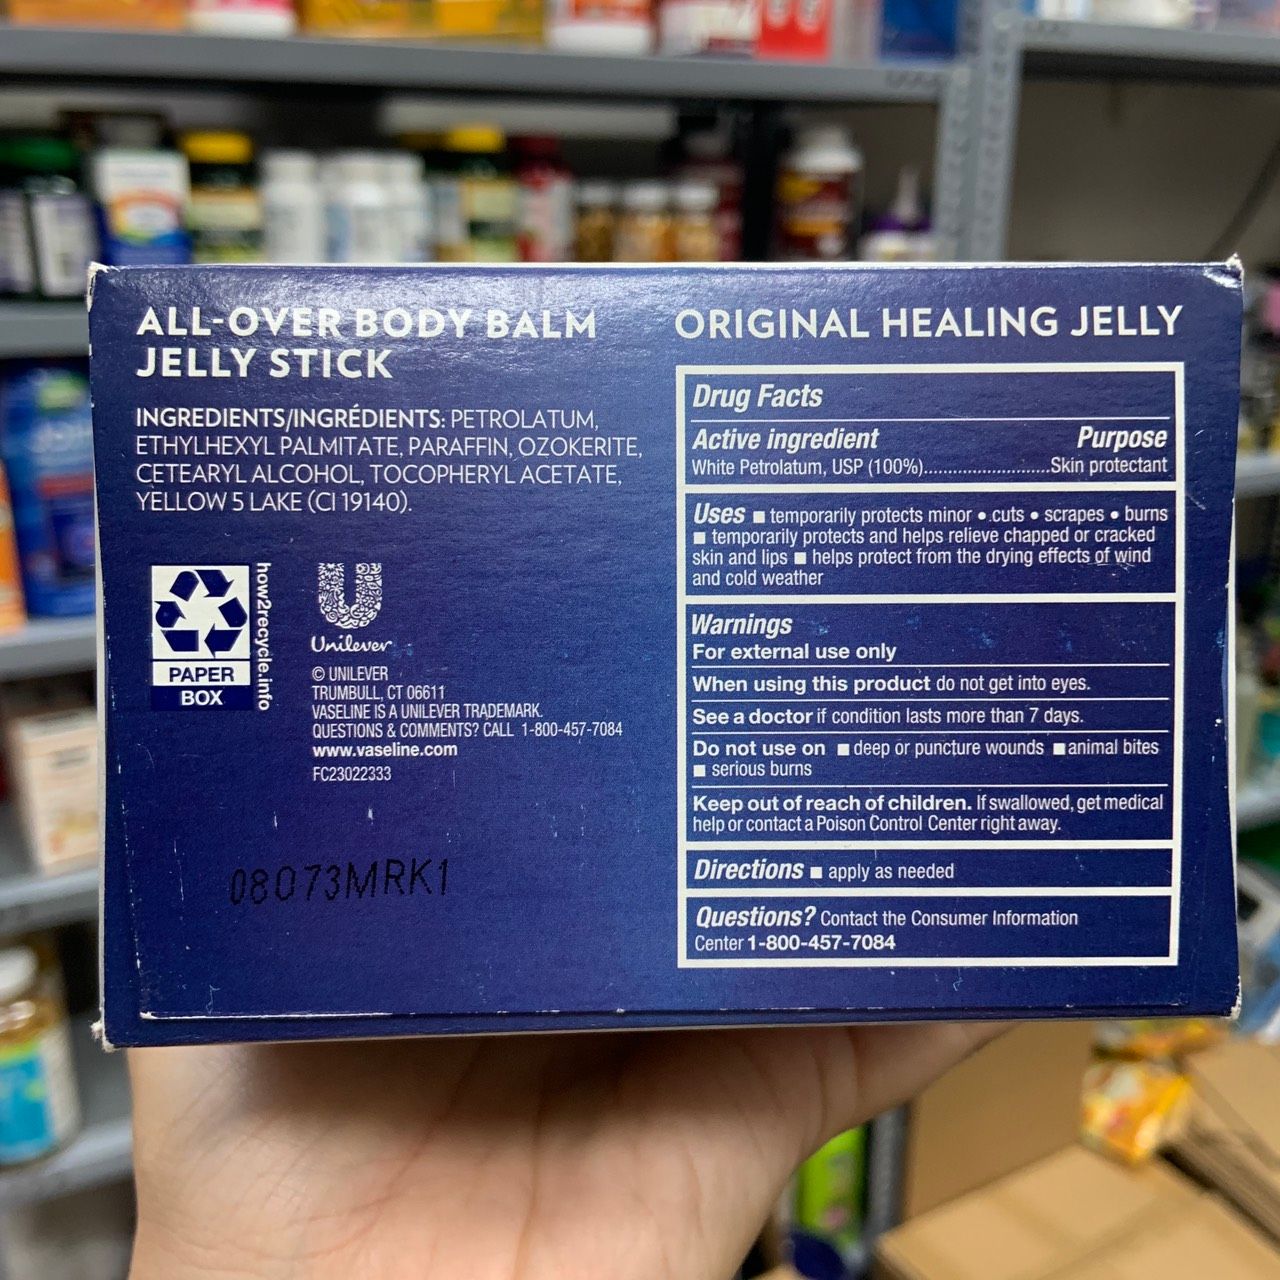 ALL-OVER BODY BALM
JELLY STICK
INGREDIENTS/INGRÉDIENTS: PETROLATUM,
ETHYLHEXYL PALMITATE, PARAFFIN, OZOKERITE,
CETEARYL ALCOHOL, TOCOPHERYL ACETATE,
YELLOW 5 LAKE (CI 19140).
PAPER
BOX
how2recycle.info
Unilever
© UNILEVER
TRUMBULL, CT 06611
VASELINE IS A UNILEVER TRADEMARK.
QUESTIONS & COMMENTS? CALL 1-800-457-7084
www.vaseline.com
FC23022333
08073MRK1
ORIGINAL HEALING JELLY
Drug Facts
Active ingredient Purpose
White Petrolatum, USP (100%)..........................Skin protectant
Uses ■ temporarily protects minor • cuts • scrapes • burns
■ temporarily protects and helps relieve chapped or cracked
skin and lips ■ helps protect from the drying effects of wind
and cold weather
Warnings
For external use only
When using this product do not get into eyes.
See a doctor if condition lasts more than 7 days.
Do not use on ■ deep or puncture wounds ■ animal bites
■ serious burns
Keep out of reach of children. If swallowed, get medical
help or contact a Poison Control Center right away.
Directions ■ apply as needed
Questions? Contact the Consumer Information
Center 1-800-457-7084